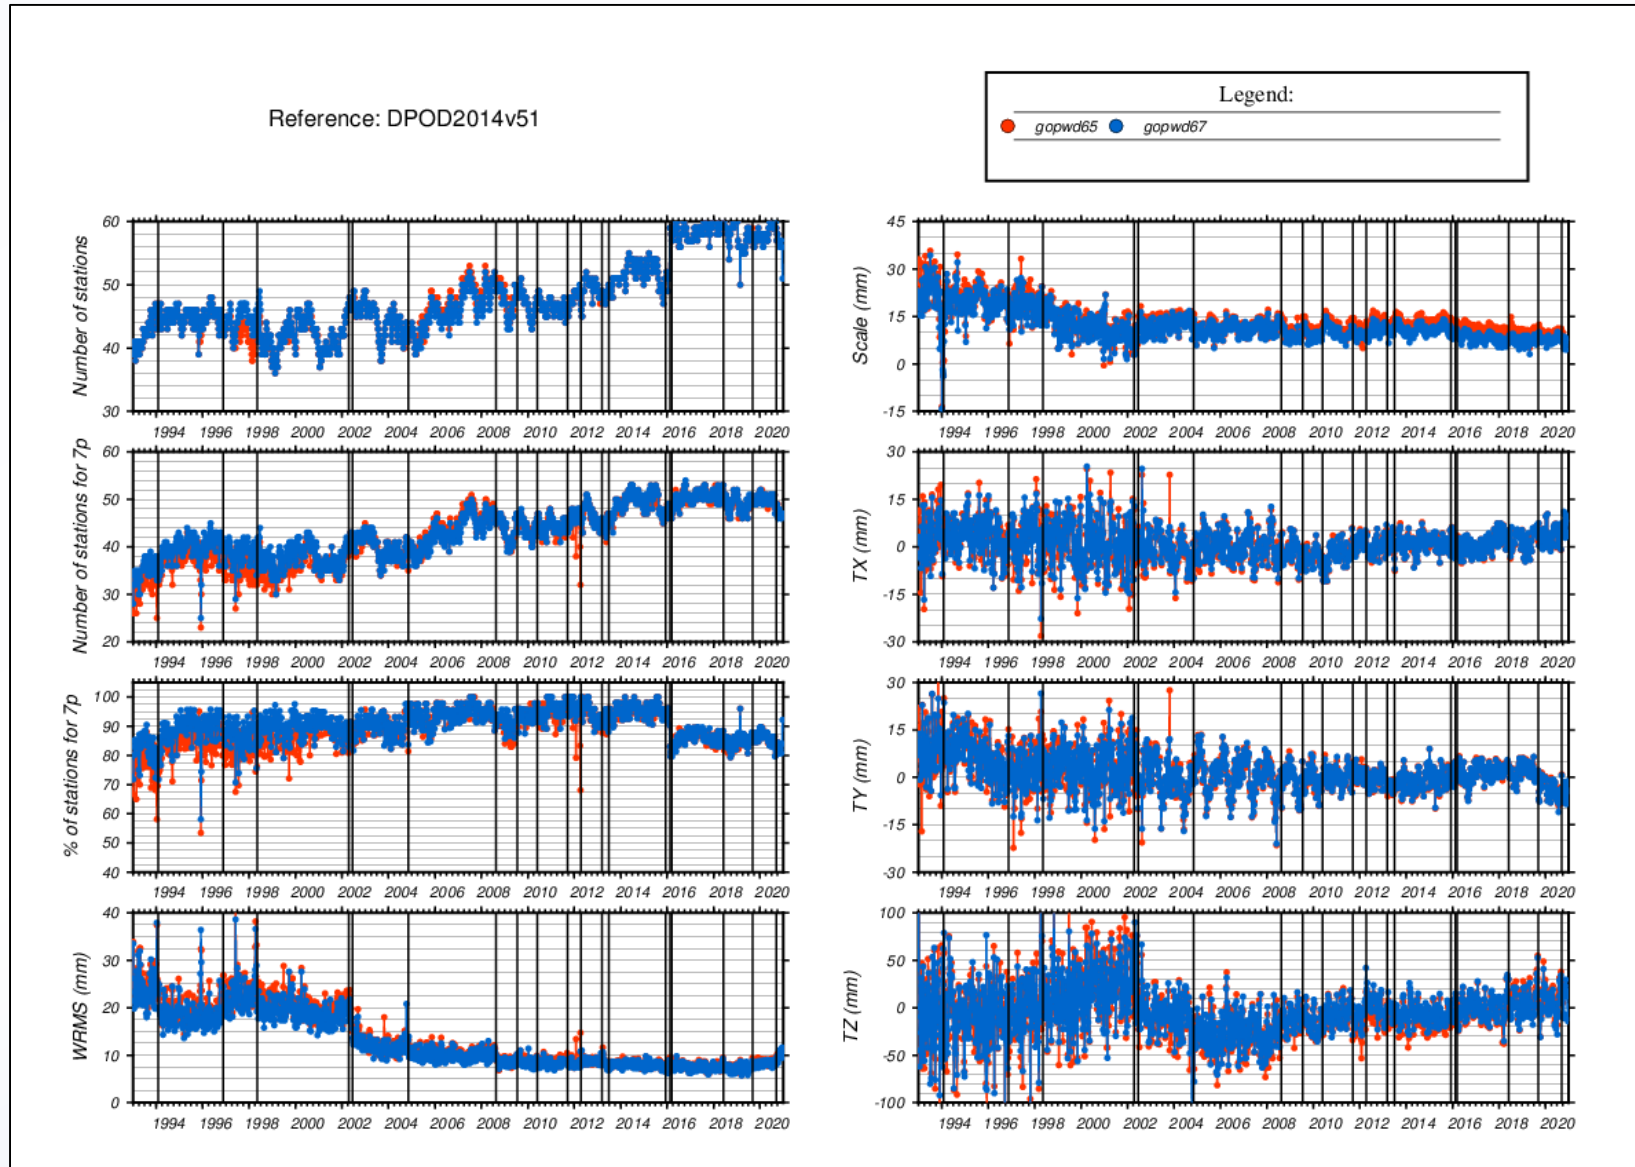 Reference: DPOD2014v51
Legend:
gopwd65 gopwd67
Number of stations
60
50
40
30
1994 1996 1998 2000 2002 2004 2006 2008 2010 2012 2014 2016 2018 2020
Scale (mm)
45
30
15
0
-15
1994 1996 1998 2000 2002 2004 2006 2008 2010 2012 2014 2016 2018 2020
Number of stations for 7p
60
50
40
30
20
1994 1996 1998 2000 2002 2004 2006 2008 2010 2012 2014 2016 2018 2020
TX (mm)
30
15
0
-15
-30
1994 1996 1998 2000 2002 2004 2006 2008 2010 2012 2014 2016 2018 2020
% of stations for 7p
100
90
80
70
60
50
40
1994 1996 1998 2000 2002 2004 2006 2008 2010 2012 2014 2016 2018 2020
TY (mm)
30
15
0
-15
-30
1994 1996 1998 2000 2002 2004 2006 2008 2010 2012 2014 2016 2018 2020
WRMS (mm)
40
30
20
10
0
1994 1996 1998 2000 2002 2004 2006 2008 2010 2012 2014 2016 2018 2020
TZ (mm)
100
50
0
-50
-100
1994 1996 1998 2000 2002 2004 2006 2008 2010 2012 2014 2016 2018 2020